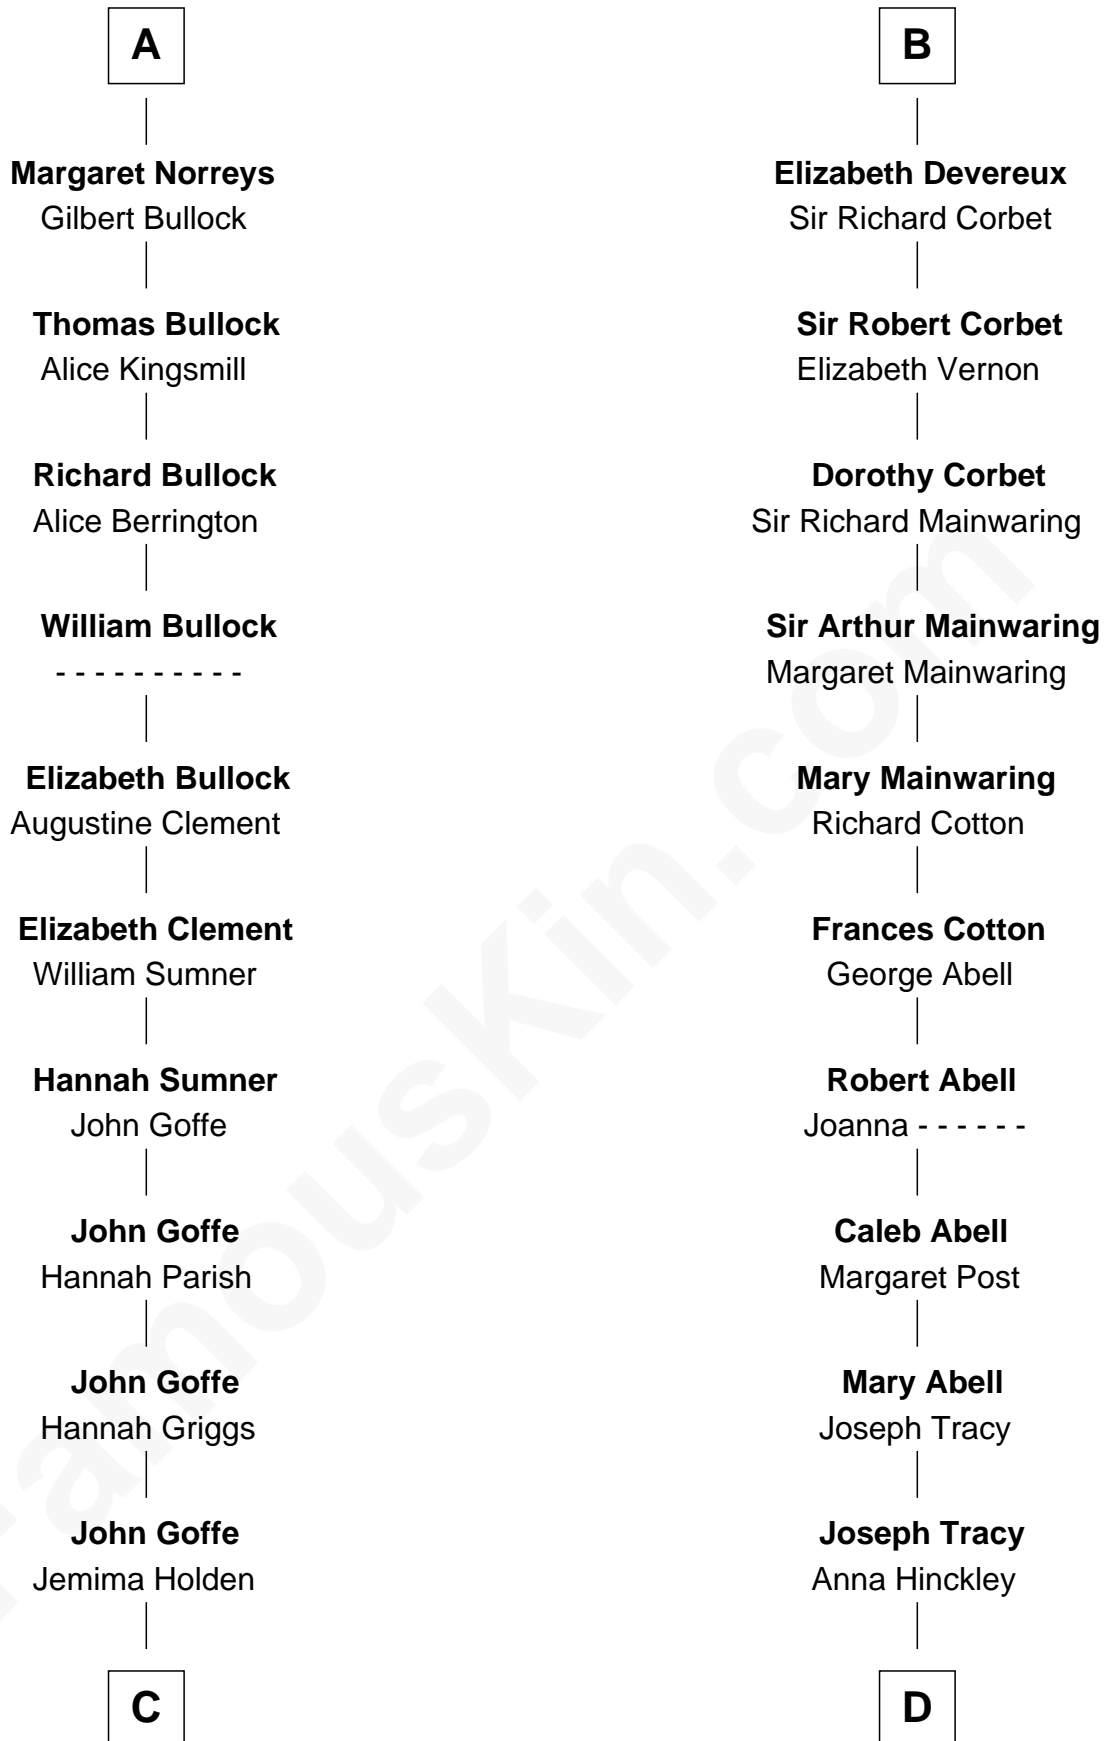 A
Margaret Norreys
Gilbert Bullock
Thomas Bullock
Alice Kingsmill
Richard Bullock
Alice Berrington
William Bullock
- - - - - - - - - -
Elizabeth Bullock
Augustine Clement
Elizabeth Clement
William Sumner
Hannah Sumner
John Goffe
John Goffe
Hannah Parish
John Goffe
Hannah Griggs
John Goffe
Jemima Holden
C
B
Elizabeth Devereux
Sir Richard Corbet
Sir Robert Corbet
Elizabeth Vernon
Dorothy Corbet
Sir Richard Mainwaring
Sir Arthur Mainwaring
Margaret Mainwaring
Mary Mainwaring
Richard Cotton
Frances Cotton
George Abell
Robert Abell
Joanna - - - - - -
Caleb Abell
Margaret Post
Mary Abell
Joseph Tracy
Joseph Tracy
Anna Hinckley
D
FamousKin.com